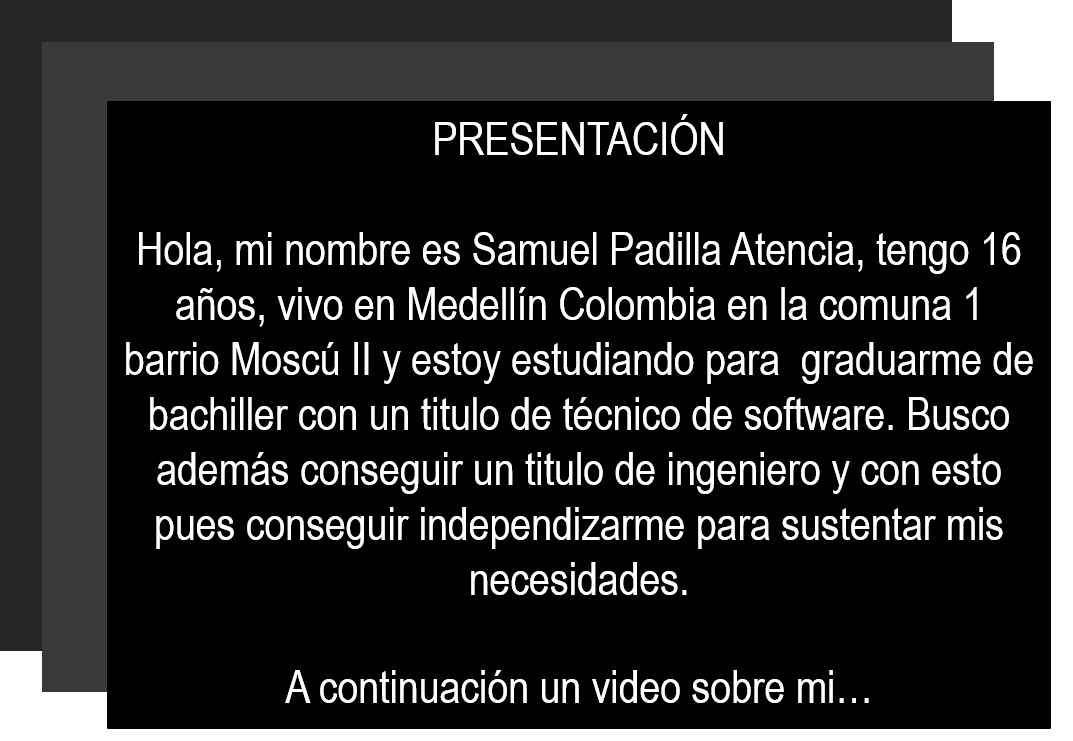 PRESENTACIÓN
Hola, mi nombre es Samuel Padilla Atencia, tengo 16
años, vivo en Medellín Colombia en la comuna 1
barrio Moscú II y estoy estudiando para  graduarme de
bachiller con un titulo de técnico de software. Busco
además conseguir un titulo de ingeniero y con esto
pues conseguir independizarme para sustentar mis
necesidades.
A continuación un video sobre mi…